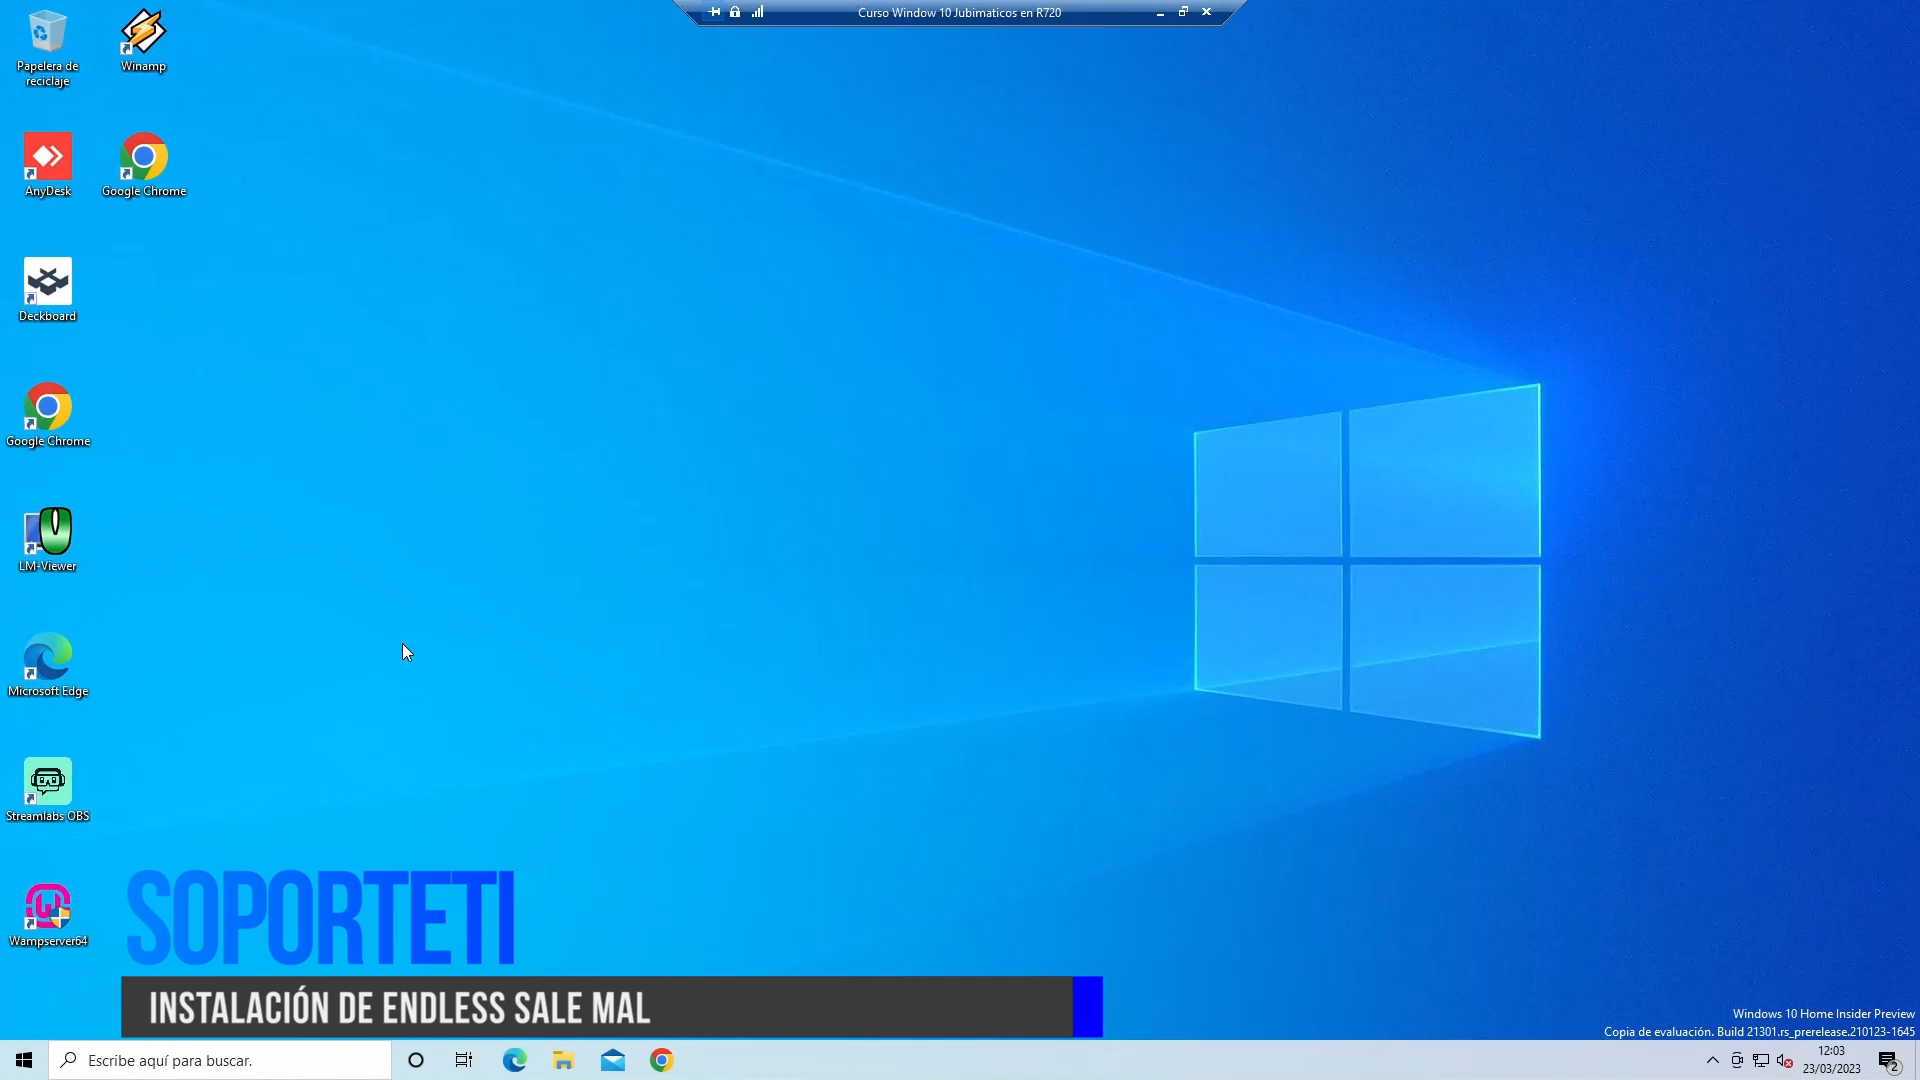 Curso Window 10 Jubimaticos en R720
Papelera de
reciclaje
Winamp
AnyDesk
Google Chrome
Deckboard
Google Chrome
LM-Viewer
Microsoft Edge
Streamlabs OBS
Wampserver64
SOPORTETI
INSTALACIÓN DE ENDLESS SALE MAL
Windows 10 Home Insider Preview
Copia de evaluación. Build 21301.rs_prerelease.210123-1645
Escribe aquí para buscar.
12:03
23/03/2023
2